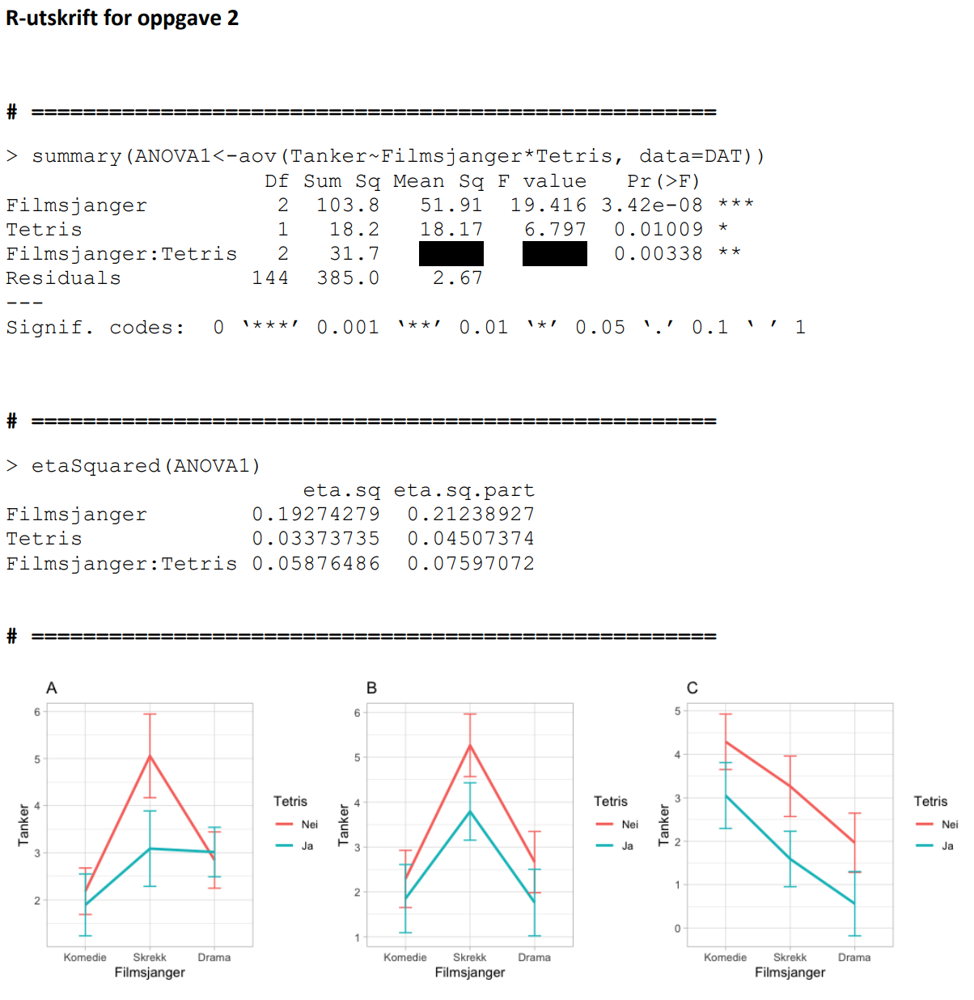 R-utskrift for oppgave 2
# =====================================================
> summary(ANOVA1<-aov(Tanker~Filmsjanger*Tetris, data=DAT))
Df Sum Sq Mean Sq F value Pr(>F)
Filmsjanger 2 103.8 51.91 19.416 3.42e-08 ***
Tetris 1 18.2 18.17 6.797 0.01009 *
Filmsjanger:Tetris 2 31.7 0.00338 **
Residuals 144 385.0 2.67
---
Signif. codes: 0 ‘***’ 0.001 ‘**’ 0.01 ‘*’ 0.05 ‘.’ 0.1 ‘ ’ 1
# =====================================================
> etaSquared(ANOVA1)
eta.sq eta.sq.part
Filmsjanger 0.19274279 0.21238927
Tetris 0.03373735 0.04507374
Filmsjanger:Tetris 0.05876486 0.07597072
# =====================================================
A
6
5
4
3
2
Tanker
Komedie Skrekk Drama
Filmsjanger
Tetris
Nei
Ja
B
6
5
4
3
2
1
Tanker
Komedie Skrekk Drama
Filmsjanger
Tetris
Nei
Ja
C
5
4
3
2
1
0
Tanker
Komedie Skrekk Drama
Filmsjanger
Tetris
Nei
Ja